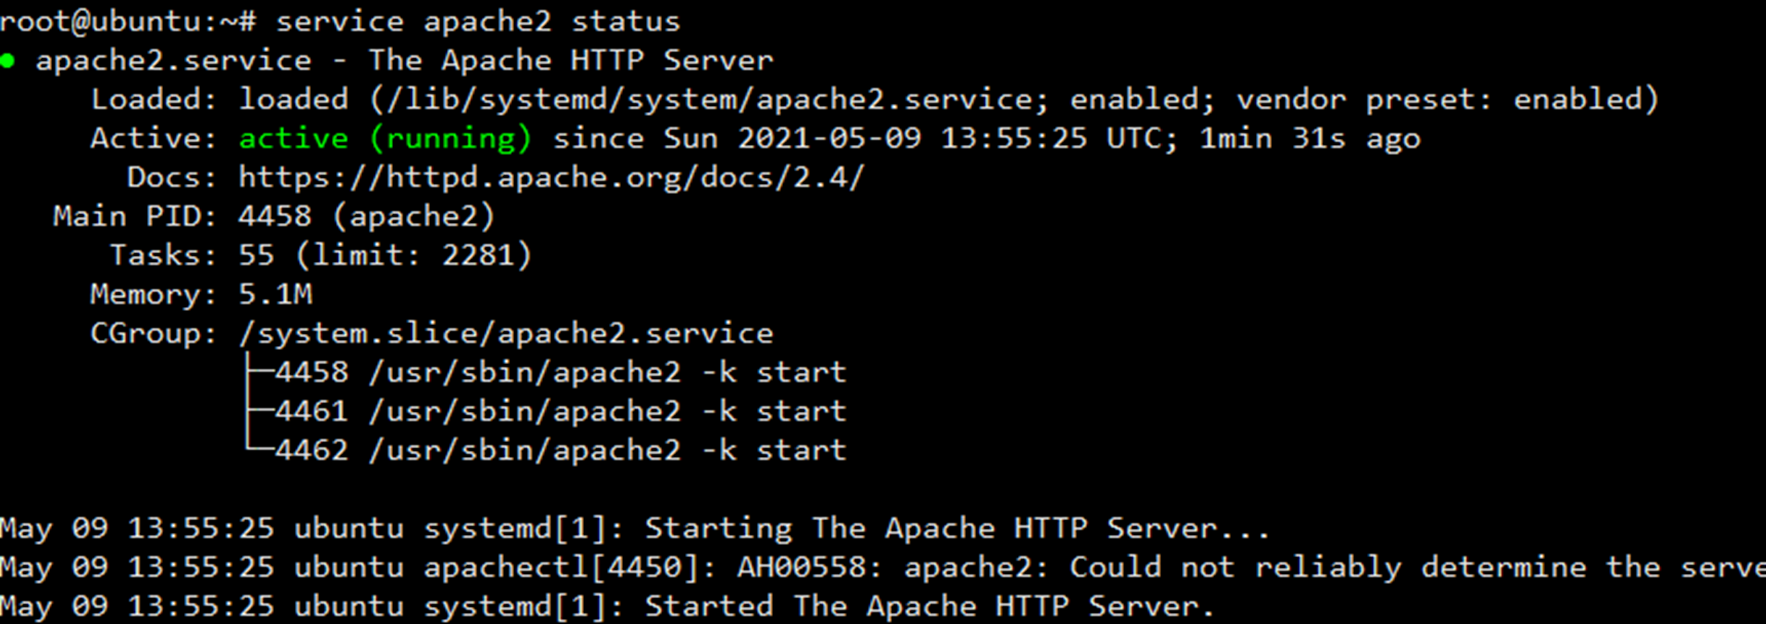 root@ubuntu:~# service apache2 status
● apache2.service - The Apache HTTP Server
Loaded: loaded (/lib/systemd/system/apache2.service; enabled; vendor preset: enabled)
Active: active (running) since Sun 2021-05-09 13:55:25 UTC; 1min 31s ago
Docs: https://httpd.apache.org/docs/2.4/
Main PID: 4458 (apache2)
Tasks: 55 (limit: 2281)
Memory: 5.1M
CGroup: /system.slice/apache2.service
├─4458 /usr/sbin/apache2 -k start
├─4461 /usr/sbin/apache2 -k start
└─4462 /usr/sbin/apache2 -k start
May 09 13:55:25 ubuntu systemd[1]: Starting The Apache HTTP Server...
May 09 13:55:25 ubuntu apachectl[4450]: AH00558: apache2: Could not reliably determine the serve
May 09 13:55:25 ubuntu systemd[1]: Started The Apache HTTP Server.